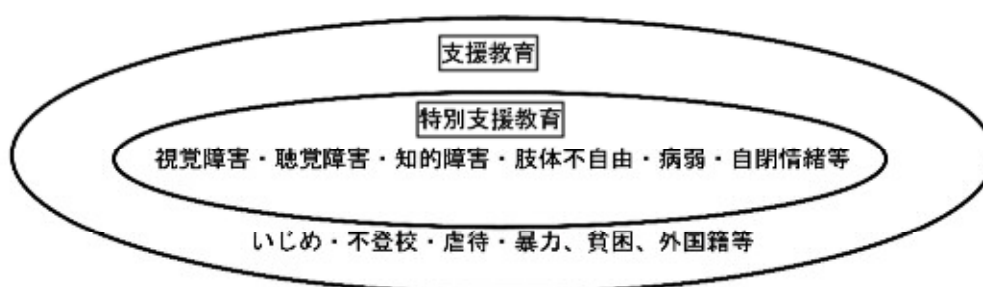 支援教育
特別支援教育
視覚障害・聴覚障害・知的障害・肢体不自由・病弱・自閉情緒等
いじめ・不登校・虐待・暴力、貧困、外国籍等